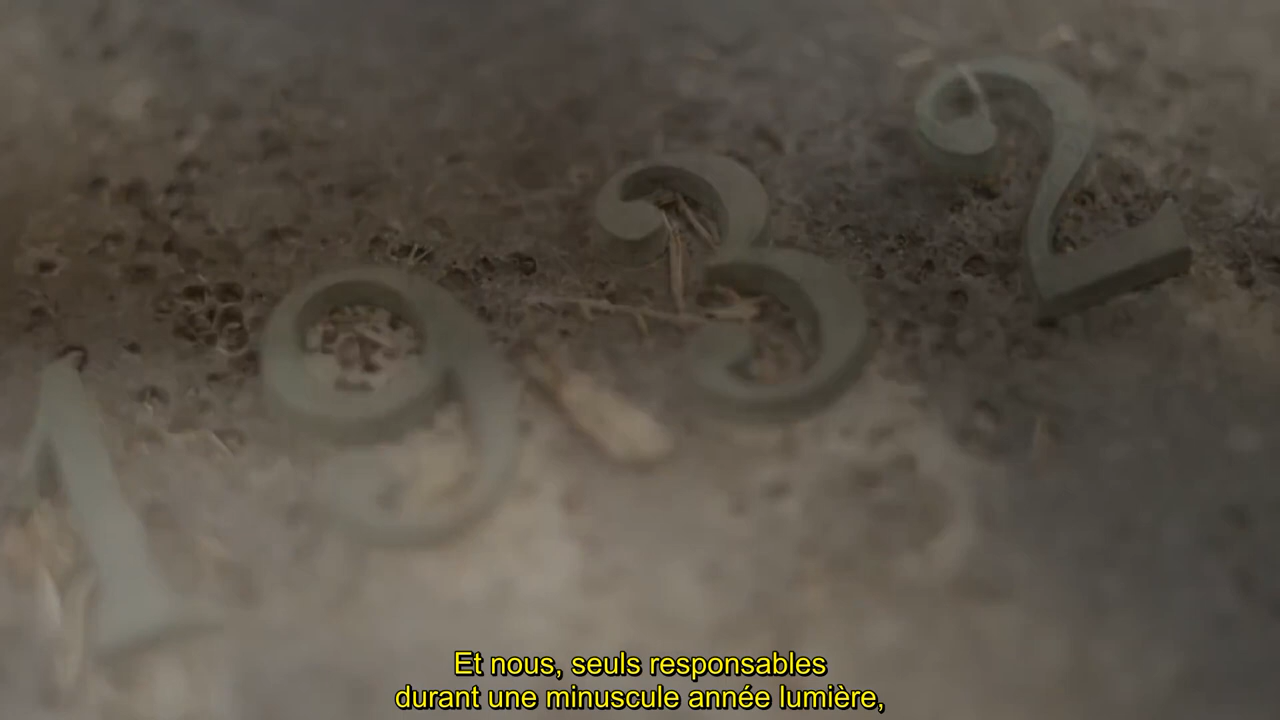 1932
Et nous, seuls responsables
durant une minuscule année lumière,